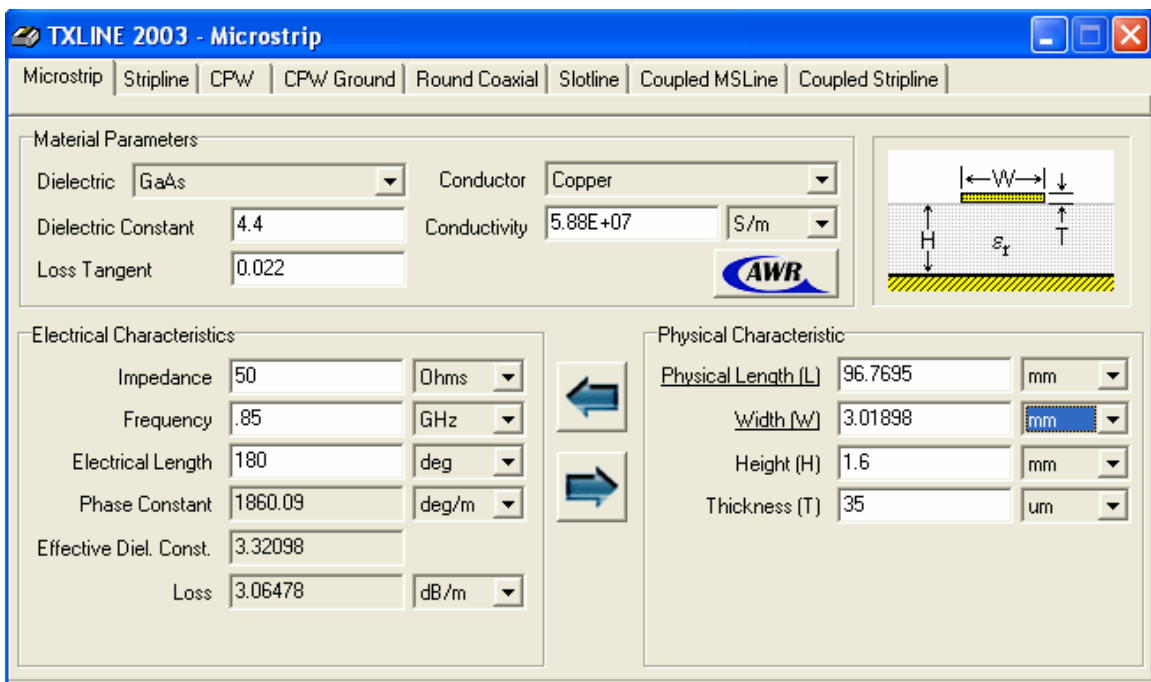 TXLINE 2003 - Microstrip
Microstrip Stripline CPW CPW Ground Round Coaxial Slotline Coupled MSLine Coupled Stripline
Material Parameters
Dielectric GaAs Conductor Copper
Dielectric Constant 4.4 Conductivity 5.88E+07 S/m
Loss Tangent 0.022 AWR
W
H
εr
T
Electrical Characteristics
Impedance 50 Ohms
Frequency .85 GHz
Electrical Length 180 deg
Phase Constant 1860.09 deg/m
Effective Diel. Const. 3.32098
Loss 3.06478 dB/m
Physical Characteristic
Physical Length (L) 96.7695 mm
Width (W) 3.01898 mm
Height (H) 1.6 mm
Thickness (T) 35 um